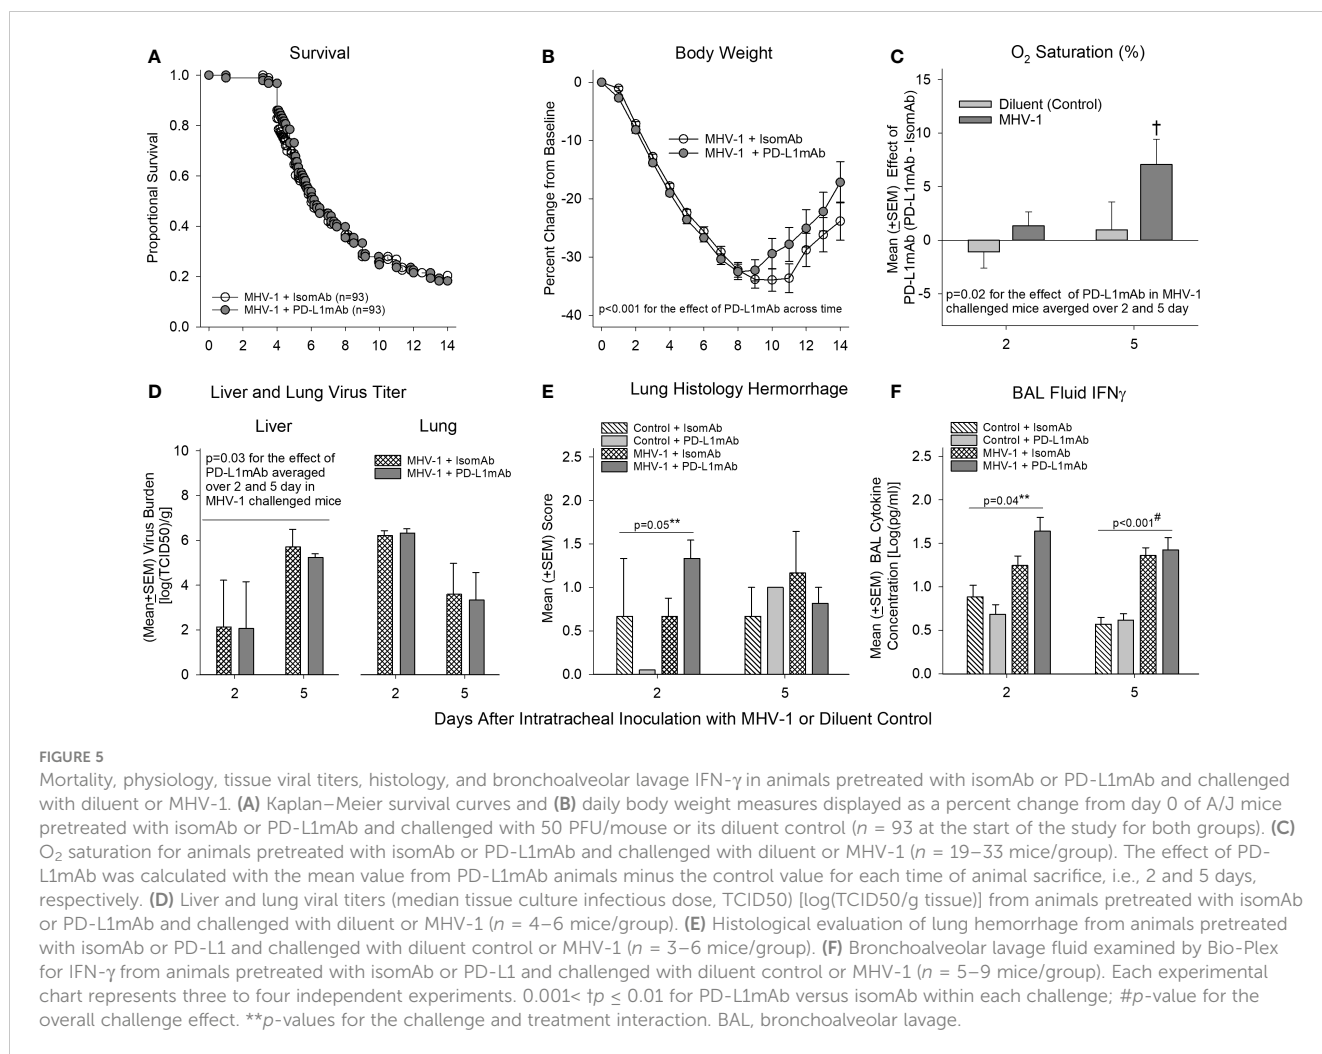 A
Survival
1.0
0.8
0.6
0.4
0.2
0.0
Proportional Survival
MHV-1 + IsomAb (n=93)
MHV-1 + PD-L1mAb (n=93)
0 2 4 6 8 10 12 14
B
Body Weight
0
-10
-20
-30
-40
Percent Change from Baseline
MHV-1 + IsomAb
MHV-1 + PD-L1mAb
p<0.001 for the effect of PD-L1mAb across time
0 2 4 6 8 10 12 14
C
O2 Saturation (%)
15
10
5
0
-5
Mean (±SEM) Effect of
PD-L1mAb (PD-L1mAb - IsomAb)
Diluent (Control)
MHV-1
†
p=0.02 for the effect of PD-L1mAb in MHV-1
challenged mice averged over 2 and 5 day
2 5
D
Liver and Lung Virus Titer
Liver
Lung
10
8
6
4
2
0
(Mean±SEM) Virus Burden
[log(TCID50)/g]
p=0.03 for the effect of
PD-L1mAb averaged
over 2 and 5 day in
MHV-1 challenged mice
MHV-1 + IsomAb
MHV-1 + PD-L1mAb
2 5 2 5
E
Lung Histology Hemorrhage
Control + IsomAb
Control + PD-L1mAb
MHV-1 + IsomAb
MHV-1 + PD-L1mAb
2.5
2.0
1.5
1.0
0.5
0.0
Mean (±SEM) Score
p=0.05**
2 5
F
BAL Fluid IFNγ
Control + IsomAb
Control + PD-L1mAb
MHV-1 + IsomAb
MHV-1 + PD-L1mAb
2.5
2.0
1.5
1.0
0.5
0.0
Mean (±SEM) BAL Cytokine
Concentration [Log(pg/ml)]
p=0.04**
p<0.001#
2 5
Days After Intratracheal Inoculation with MHV-1 or Diluent Control
FIGURE 5
Mortality, physiology, tissue viral titers, histology, and bronchoalveolar lavage IFN-γ in animals pretreated with isomAb or PD-L1mAb and challenged
with diluent or MHV-1. (A) Kaplan–Meier survival curves and (B) daily body weight measures displayed as a percent change from day 0 of A/J mice
pretreated with isomAb or PD-L1mAb and challenged with 50 PFU/mouse or its diluent control (n = 93 at the start of the study for both groups). (C)
O2 saturation for animals pretreated with isomAb or PD-L1mAb and challenged with diluent or MHV-1 (n = 19–33 mice/group). The effect of PD-
L1mAb was calculated with the mean value from PD-L1mAb animals minus the control value for each time of animal sacrifice, i.e., 2 and 5 days,
respectively. (D) Liver and lung viral titers (median tissue culture infectious dose, TCID50) [log(TCID50/g tissue)] from animals pretreated with isomAb
or PD-L1mAb and challenged with diluent or MHV-1 (n = 4–6 mice/group). (E) Histological evaluation of lung hemorrhage from animals pretreated
with isomAb or PD-L1 and challenged with diluent control or MHV-1 (n = 3–6 mice/group). (F) Bronchoalveolar lavage fluid examined by Bio-Plex
for IFN-γ from animals pretreated with isomAb or PD-L1 and challenged with diluent control or MHV-1 (n = 5–9 mice/group). Each experimental
chart represents three to four independent experiments. 0.001< †p ≤ 0.01 for PD-L1mAb versus isomAb within each challenge; #p-value for the
overall challenge effect. **p-values for the challenge and treatment interaction. BAL, bronchoalveolar lavage.